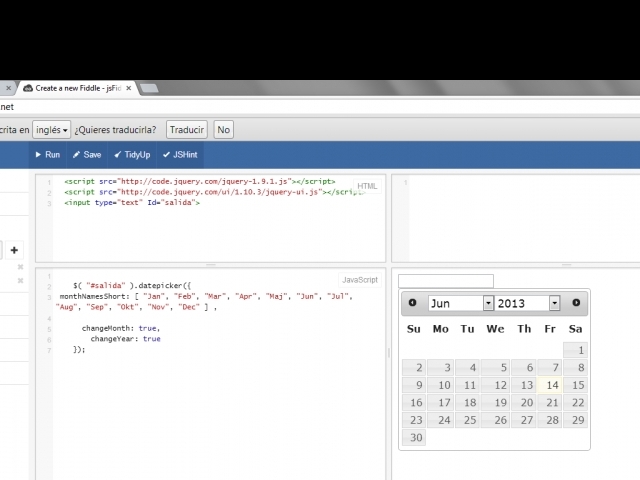 Create a new Fiddle - jsFid
net
crita en inglés ¿Quieres traducirla? Traducir No
Run Save TidyUp JSHint
1 <script src="http://code.jquery.com/jquery-1.9.1.js"></script>
2 <script src="http://code.jquery.com/ui/1.10.3/jquery-ui.js"></script>
3 <input type="text" Id="salida">
HTML
1
JavaScript
1
2 $( "#salida" ).datepicker({
3 monthNamesShort: [ "Jan", "Feb", "Mar", "Apr", "Maj", "Jun", "Jul",
"Aug", "Sep", "Okt", "Nov", "Dec" ] ,
4
5 changeMonth: true,
6 changeYear: true
7 });
Jun 2013
Su Mo Tu We Th Fr Sa
1
2 3 4 5 6 7 8
9 10 11 12 13 14 15
16 17 18 19 20 21 22
23 24 25 26 27 28 29
30